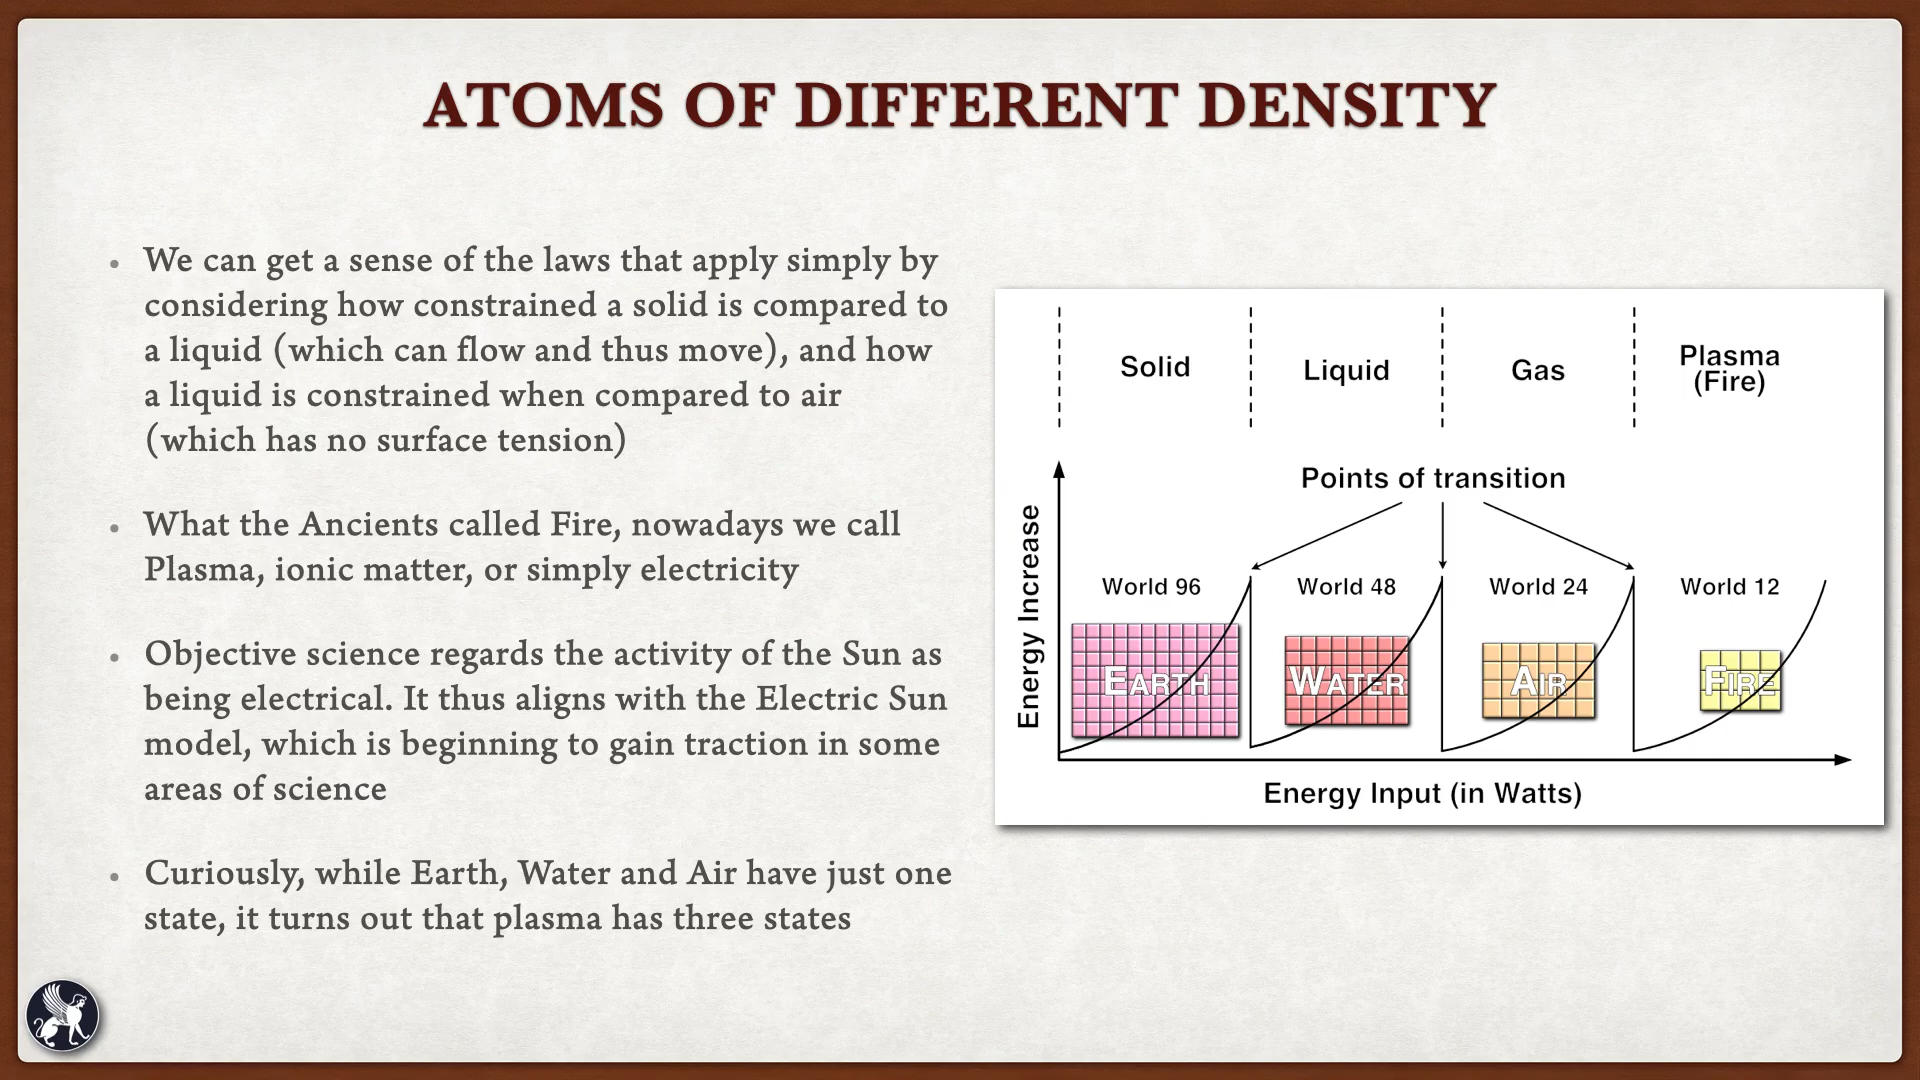 ATOMS OF DIFFERENT DENSITY
• We can get a sense of the laws that apply simply by
considering how constrained a solid is compared to
a liquid (which can flow and thus move), and how
a liquid is constrained when compared to air
(which has no surface tension)
• What the Ancients called Fire, nowadays we call
Plasma, ionic matter, or simply electricity
• Objective science regards the activity of the Sun as
being electrical. It thus aligns with the Electric Sun
model, which is beginning to gain traction in some
areas of science
• Curiously, while Earth, Water and Air have just one
state, it turns out that plasma has three states
Solid
Liquid
Gas
Plasma
(Fire)
Points of transition
Energy Increase
World 96
World 48
World 24
World 12
EARTH
WATER
AIR
FIRE
Energy Input (in Watts)